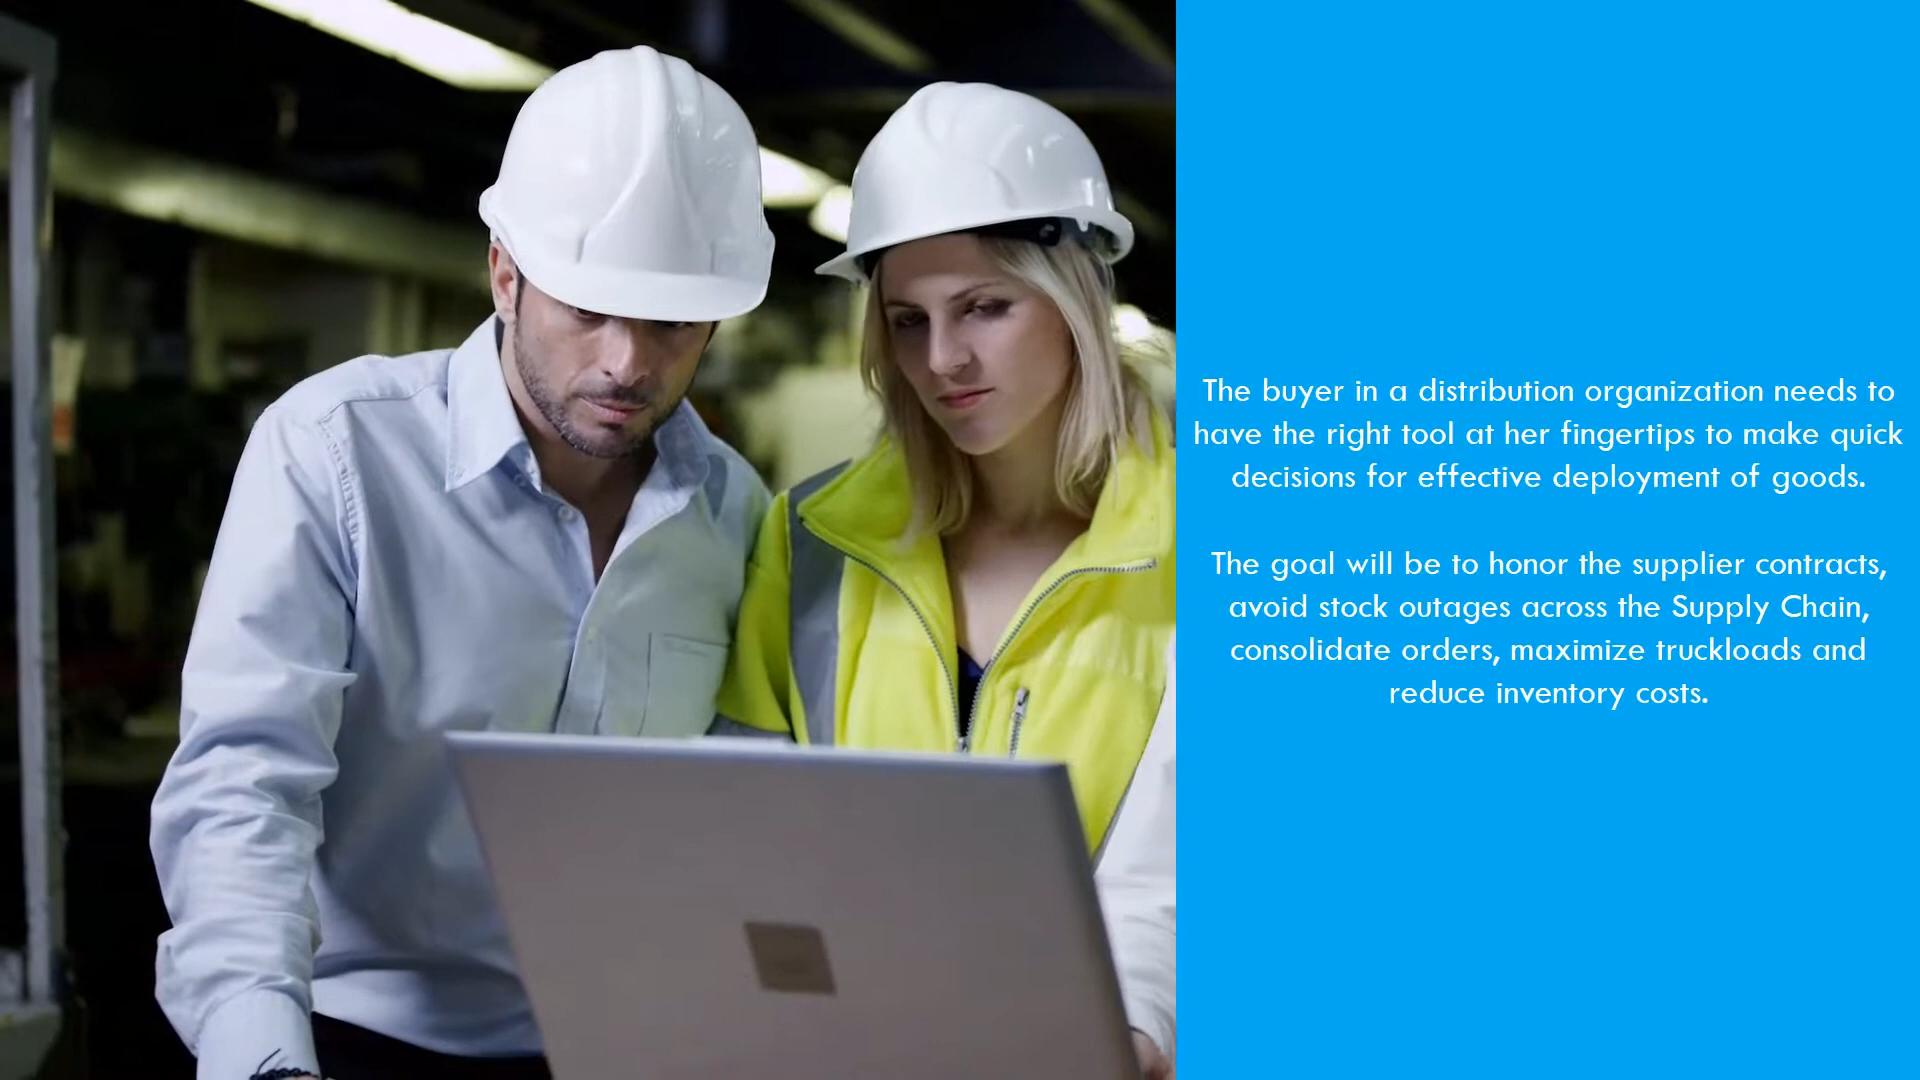 The buyer in a distribution organization needs to
have the right tool at her fingertips to make quick
decisions for effective deployment of goods.
The goal will be to honor the supplier contracts,
avoid stock outages across the Supply Chain,
consolidate orders, maximize truckloads and
reduce inventory costs.